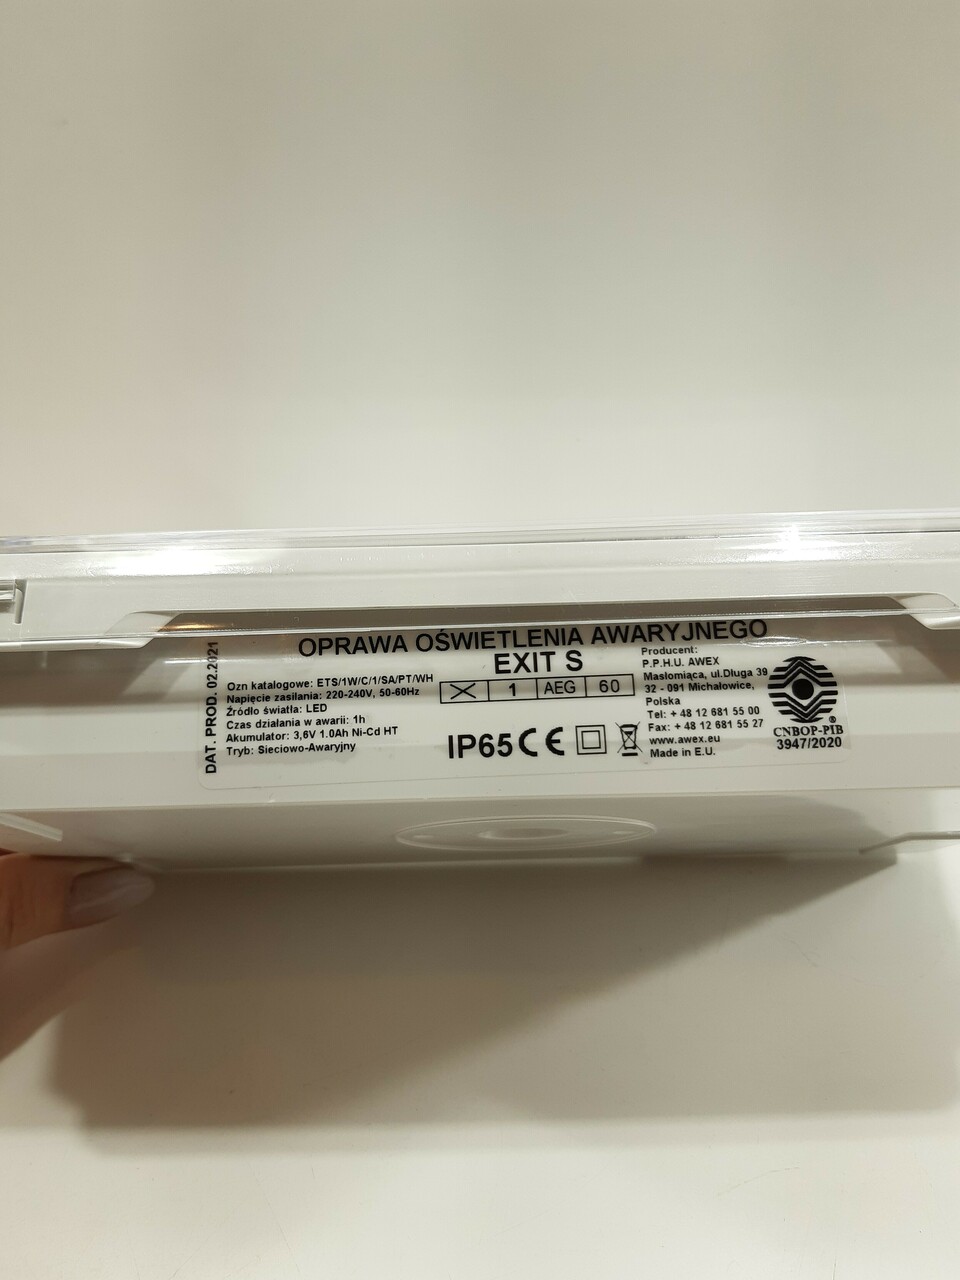 OPRAWA OŚWIETLENIA AWARYJNEGO
EXIT S
DAT. PROD. 02.2021
Ozn katalogowe: ETS/1W/C/1/SA/PT/WH
Napięcie zasilania: 220-240V, 50-60Hz
Źródło światła: LED
Czas działania w awarii: 1h
Akumulator: 3,6V 1.0Ah Ni-Cd HT
Tryb: Sieciowo-Awaryjny
X 1 AEG 60
IP65 CE
Producent:
P.P.H.U. AWEX
Masłomiąca, ul.Długa 39
32 - 091 Michałowice,
Polska
Tel: + 48 12 681 55 00
Fax: + 48 12 681 55 27
www.awex.eu
Made in E.U.
®
CNBOP-PIB
3947/2020